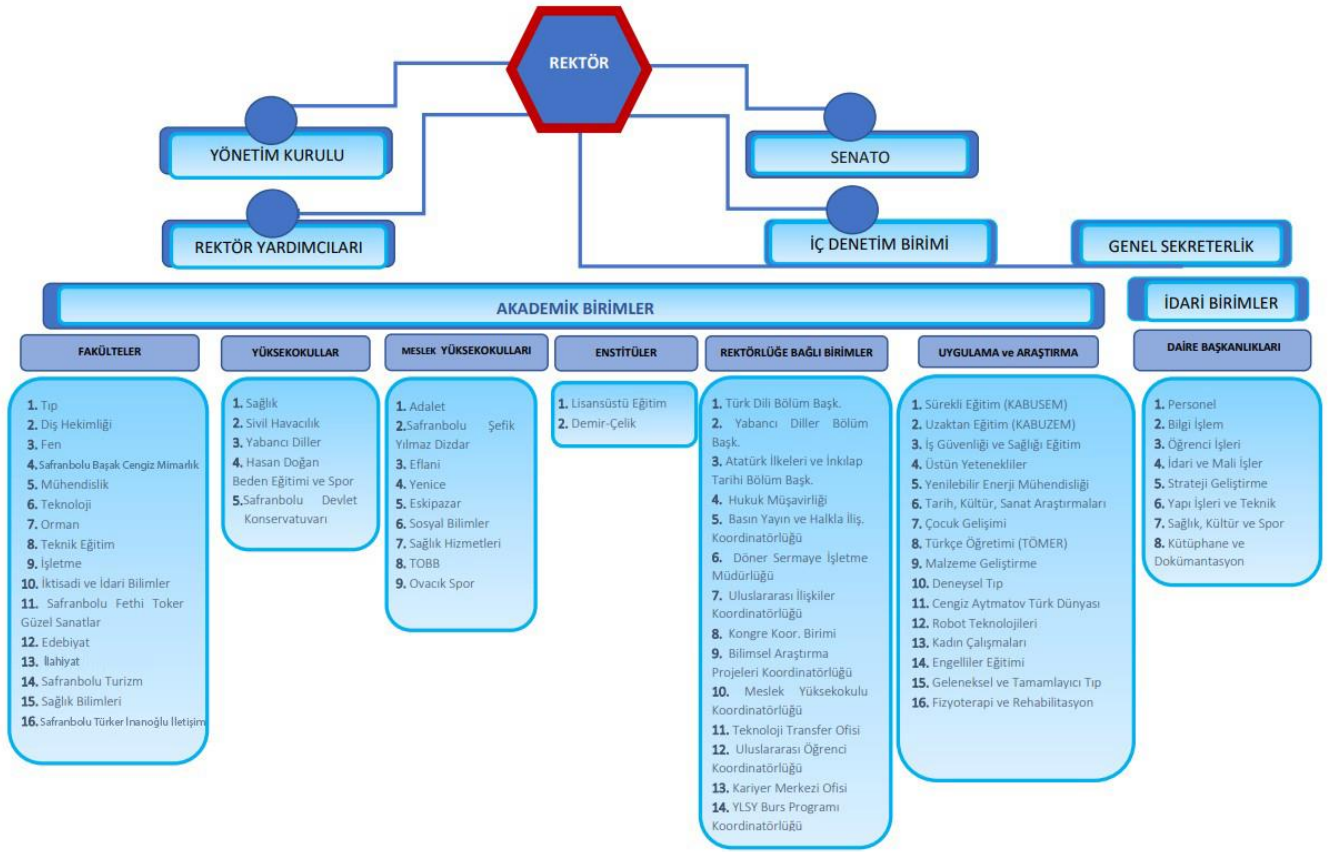 REKTÖR
YÖNETİM KURULU
SENATO
REKTÖR YARDIMCILARI
İÇ DENETİM BİRİMİ
GENEL SEKRETERLİK
AKADEMİK BİRİMLER
İDARİ BİRİMLER
FAKÜLTELER
1. Tıp
2. Diş Hekimliği
3. Fen
4. Safranbolu Başak Cengiz Mimarlık
5. Mühendislik
6. Teknoloji
7. Orman
8. Teknik Eğitim
9. İşletme
10. İktisadi ve İdari Bilimler
11. Safranbolu Fethi Toker
Güzel Sanatlar
12. Edebiyat
13. İlahiyat
14. Safranbolu Turizm
15. Sağlık Bilimleri
16. Safranbolu Türker İnanoğlu İletişim
YÜKSEKOKULLAR
1. Sağlık
2. Sivil Havacılık
3. Yabancı Diller
4. Hasan Doğan
Beden Eğitimi ve Spor
5.Safranbolu Devlet
Konservatuvarı
MESLEK YÜKSEKOKULLARI
1. Adalet
2.Safranbolu Şefik
Yılmaz Dizdar
3. Eflani
4. Yenice
5. Eskipazar
6. Sosyal Bilimler
7. Sağlık Hizmetleri
8. TOBB
9. Ovacık Spor
ENSTİTÜLER
1. Lisansüstü Eğitim
2. Demir-Çelik
REKTÖRLÜĞE BAĞLI BİRİMLER
1. Türk Dili Bölüm Başk.
2. Yabancı Diller Bölüm
Başk.
3. Atatürk İlkeleri ve İnkılap
Tarihi Bölüm Başk.
4. Hukuk Müşavirliği
5. Basın Yayın ve Halkla İliş.
Koordinatörlüğü
6. Döner Sermaye İşletme
Müdürlüğü
7. Uluslararası İlişkiler
Koordinatörlüğü
8. Kongre Koor. Birimi
9. Bilimsel Araştırma
Projeleri Koordinatörlüğü
10. Meslek Yüksekokulu
Koordinatörlüğü
11. Teknoloji Transfer Ofisi
12. Uluslararası Öğrenci
Koordinatörlüğü
13. Kariyer Merkezi Ofisi
14. YLSY Burs Programı
Koordinatörlüğü
UYGULAMA ve ARAŞTIRMA
1. Sürekli Eğitim (KABUSEM)
2. Uzaktan Eğitim (KABUZEM)
3. İş Güvenliği ve Sağlığı Eğitim
4. Üstün Yetenekliler
5. Yenilebilir Enerji Mühendisliği
6. Tarih, Kültür, Sanat Araştırmaları
7. Çocuk Gelişimi
8. Türkçe Öğretimi (TÖMER)
9. Malzeme Geliştirme
10. Deneysel Tıp
11. Cengiz Aytmatov Türk Dünyası
12. Robot Teknolojileri
13. Kadın Çalışmaları
14. Engelliler Eğitimi
15. Geleneksel ve Tamamlayıcı Tıp
16. Fizyoterapi ve Rehabilitasyon
DAİRE BAŞKANLIKLARI
1. Personel
2. Bilgi İşlem
3. Öğrenci İşleri
4. İdari ve Mali İşler
5. Strateji Geliştirme
6. Yapı İşleri ve Teknik
7. Sağlık, Kültür ve Spor
8. Kütüphane ve
Dokümantasyon